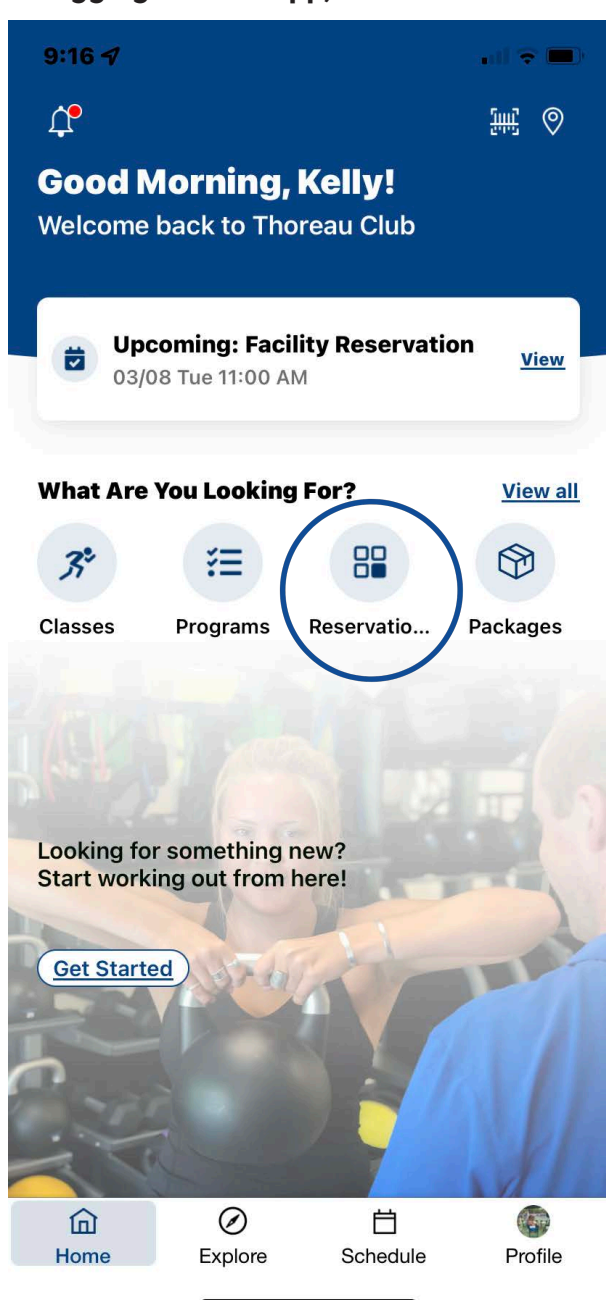 9:16
Good Morning, Kelly!
Welcome back to Thoreau Club
Upcoming: Facility Reservation
03/08 Tue 11:00 AM
View
What Are You Looking For?
View all
Classes
Programs
Reservatio...
Packages
Looking for something new?
Start working out from here!
Get Started
Home
Explore
Schedule
Profile